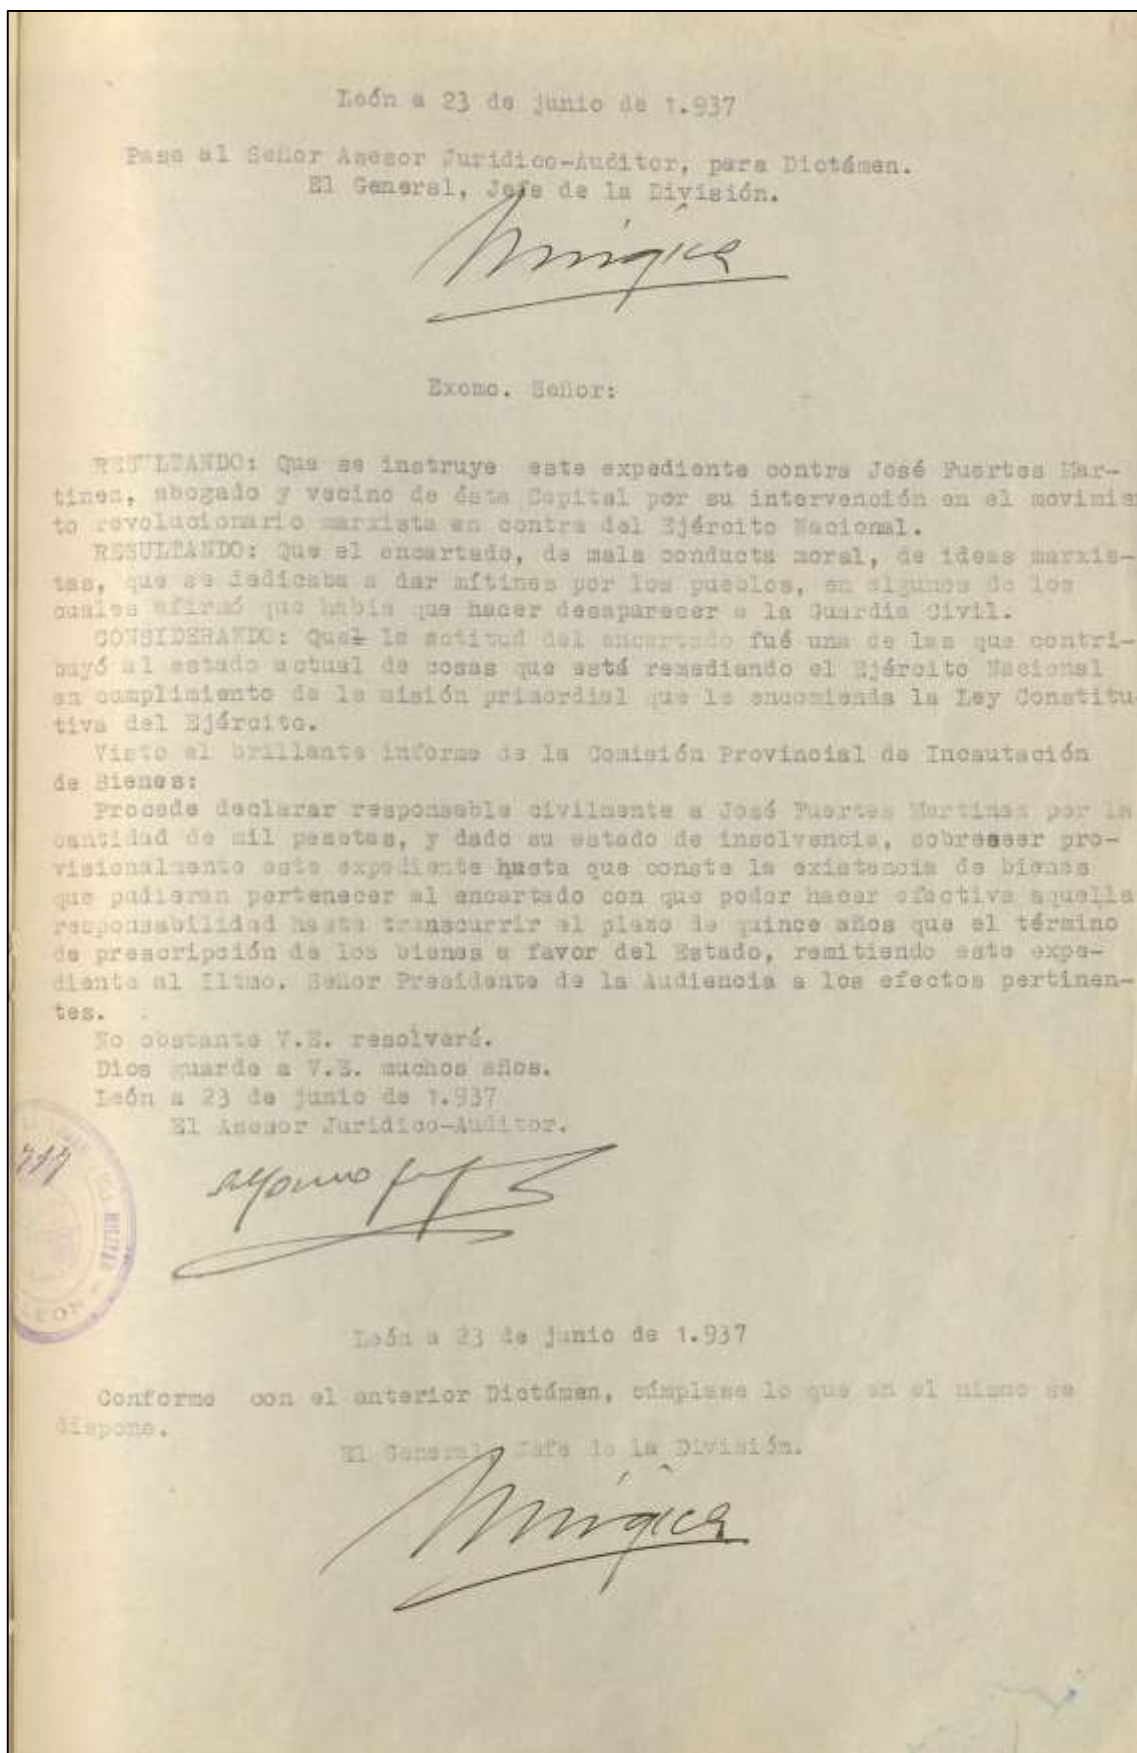 León a 23 de junio de 1.937
Pase al Señor Asesor Juridico-Auditor, para Dictámen.
El General, Jefe de la División.
Múgica
Excmo. Señor:
RESULTANDO: Que se instruye este expediente contra José Fuertes Mar-
tinez, abogado y vecino de ésta Capital por su intervención en el movimien
to revolucionario marxista en contra del Ejército Nacional.
RESULTANDO: Que el encartado, de mala conducta moral, de ideas marxis-
tas, que se dedicaba a dar mítines por los pueblos, en algunos de los
cuales afirmó que había que hacer desaparecer a la Guardia Civil.
CONSIDERANDO: Que la actitud del encartado fué una de las que contri-
buyó al estado actual de cosas que está remediando el Ejército Nacional
en cumplimiento de la misión primordial que le encomienda la Ley Constitu
tiva del Ejército.
Visto el brillante informe de la Comisión Provincial de Incautación
de Bienes:
Procede declarar responsable civilmente a José Fuertes Martinez por la
cantidad de mil pesetas, y dado su estado de insolvencia, sobreseer pro-
visionalmente este expediente hasta que conste la existencia de bienes
que pudieran pertenecer al encartado con que poder hacer efectiva aquella
responsabilidad hasta transcurrir el plazo de quince años que el término
de prescripción de los bienes a favor del Estado, remitiendo este expe-
diente al Iltmo. Señor Presidente de la Audiencia a los efectos pertinen-
tes.
No obstante V.E. resolverá.
Dios guarde a V.E. muchos años.
León a 23 de junio de 1.937
El Asesor Juridico-Auditor.
MILITAR
LEON
León a 23 de junio de 1.937
Conforme con el anterior Dictámen, cúmplase lo que en el mismo se
dispone.
El General, Jefe de la División.
Múgica